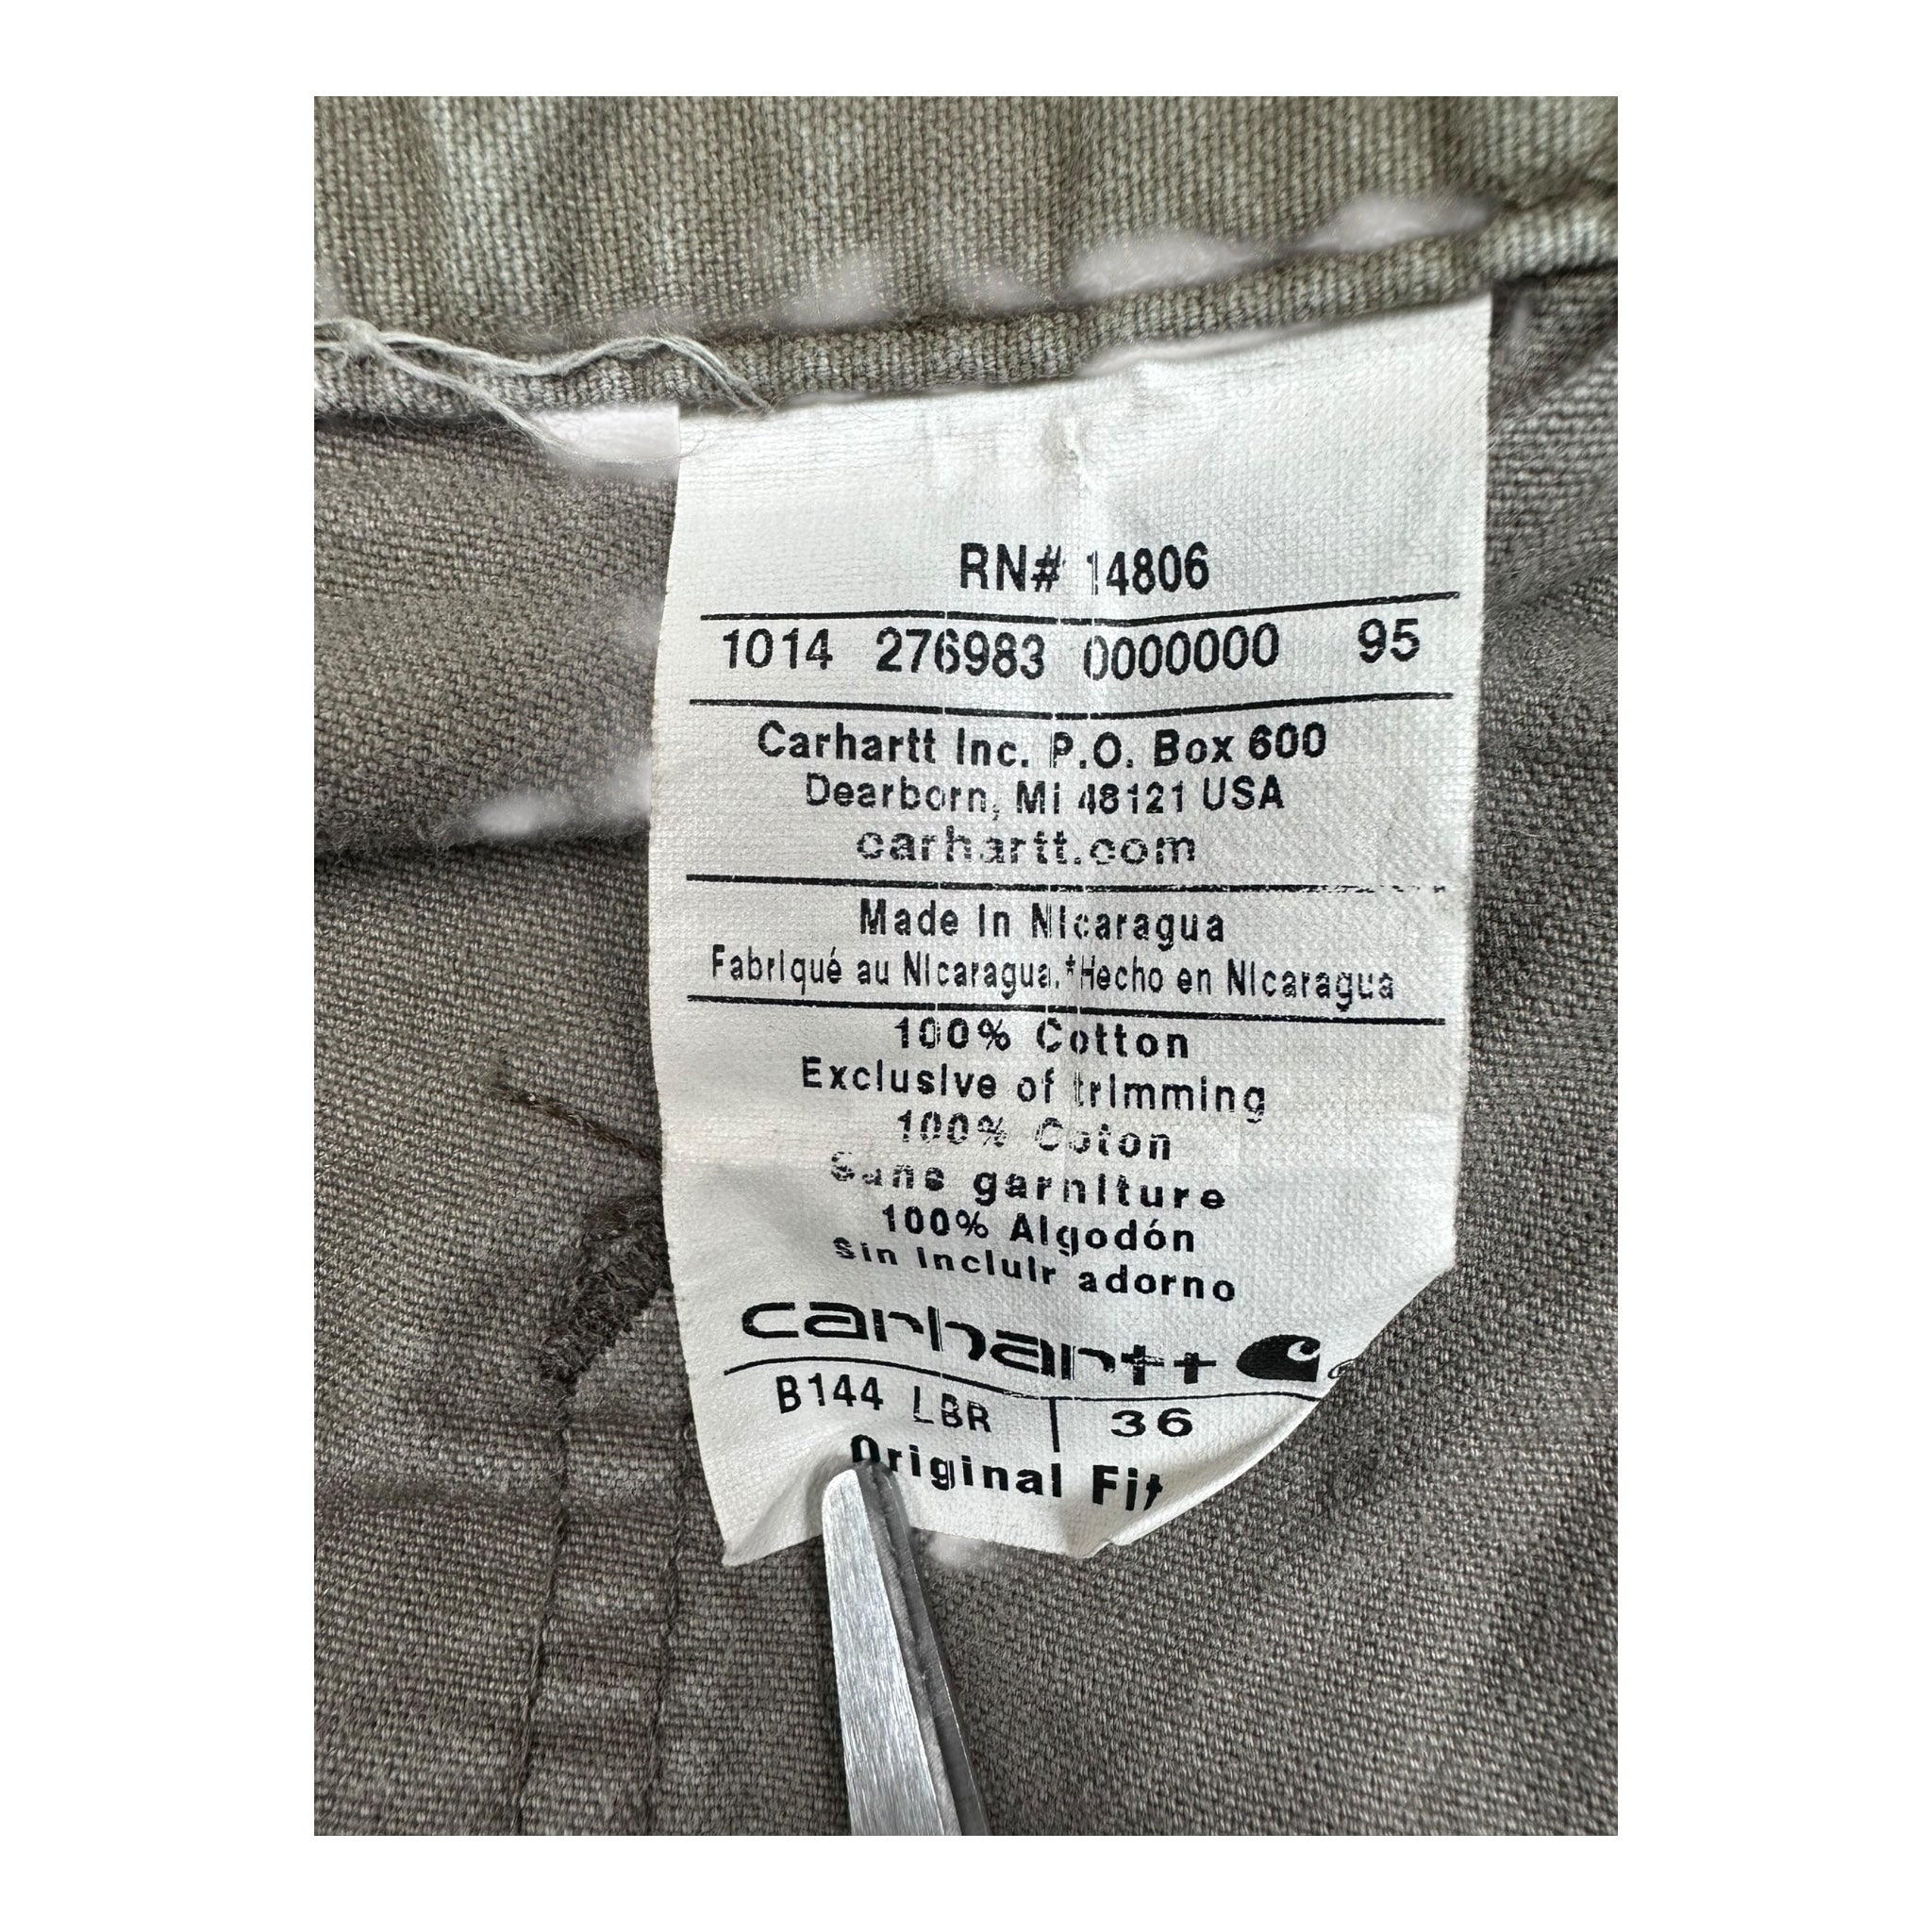 RN# 14806
1014 276983 0000000 95
Carhartt Inc. P.O. Box 600
Dearborn, MI 48121 USA
carhartt.com
Made In Nicaragua
Fabriqué au Nicaragua.*Hecho en Nicaragua
100% Cotton
Exclusive of trimming
100% Coton
Sans garniture
100% Algodón
Sin incluir adorno
carhartt
B144 LBR | 36
Original Fit